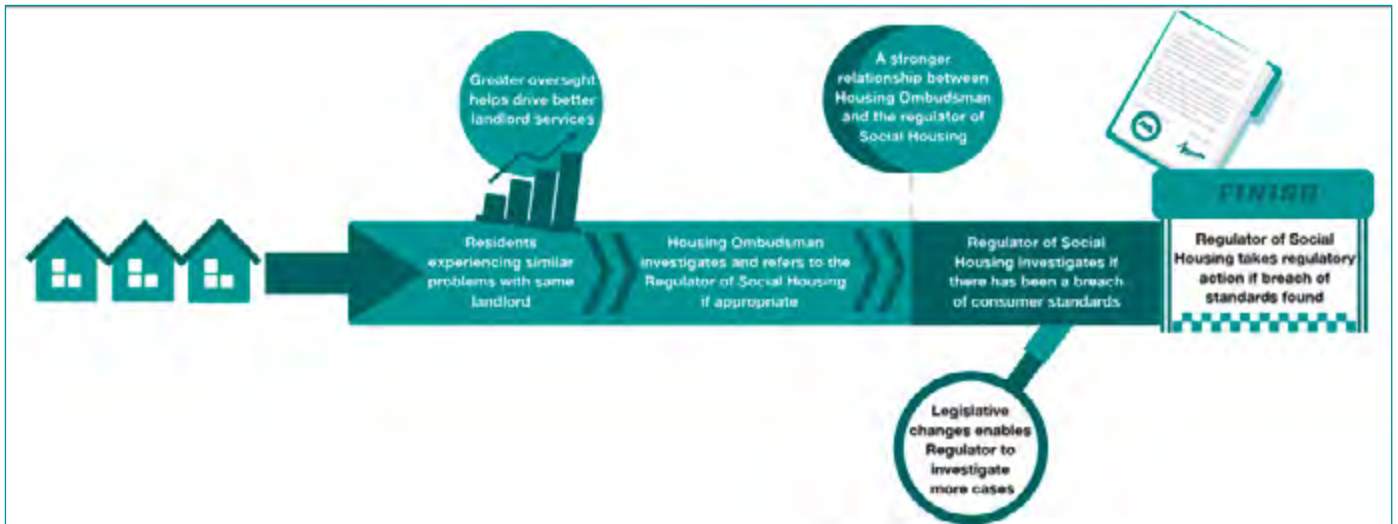 Greater oversight
helps drive better
landlord services
A stronger
relationship between
Housing Ombudsman
and the regulator of
Social Housing
Residents
experiencing similar
problems with same
landlord
Housing Ombudsman
investigates and refers to the
Regulator of Social Housing
if appropriate
Regulator of Social
Housing investigates if
there has been a breach
of consumer standards
FINISH
Regulator of Social
Housing takes regulatory
action if breach of
standards found
Legislative
changes enables
Regulator to
investigate
more cases